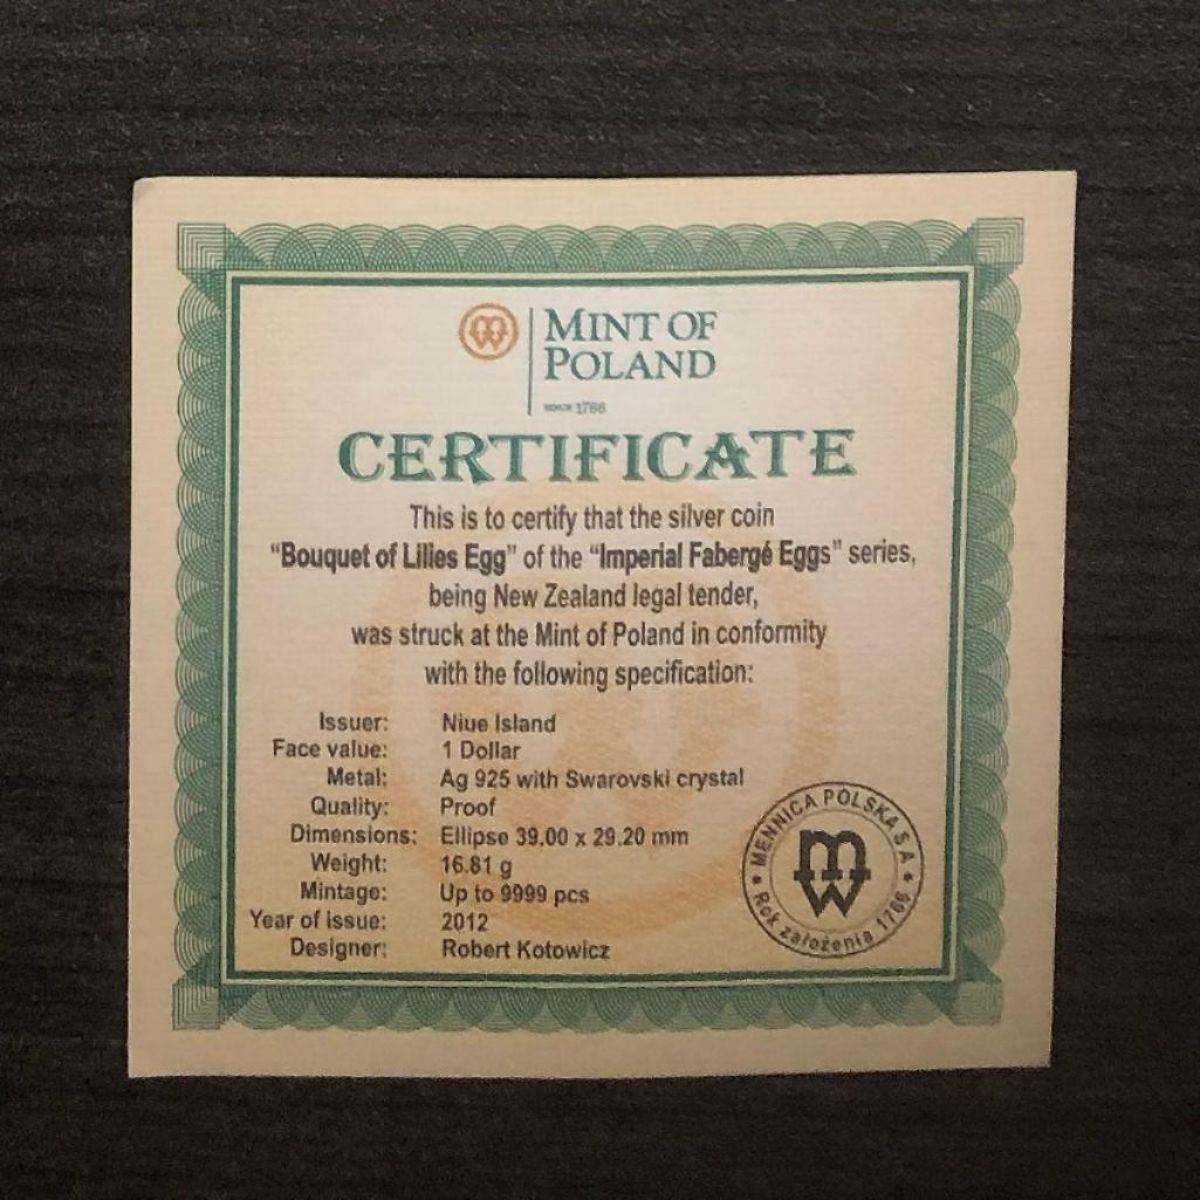 MINT OF
POLAND
SINCE 1766
CERTIFICATE
This is to certify that the silver coin
"Bouquet of Lilies Egg" of the "Imperial Fabergé Eggs" series,
being New Zealand legal tender,
was struck at the Mint of Poland in conformity
with the following specification:
Issuer: Niue Island
Face value: 1 Dollar
Metal: Ag 925 with Swarovski crystal
Quality: Proof
Dimensions: Ellipse 39.00 x 29.20 mm
Weight: 16.81 g
Mintage: Up to 9999 pcs
Year of issue: 2012
Designer: Robert Kotowicz
MENNICA POLSKA S A
Rok założenia 1766